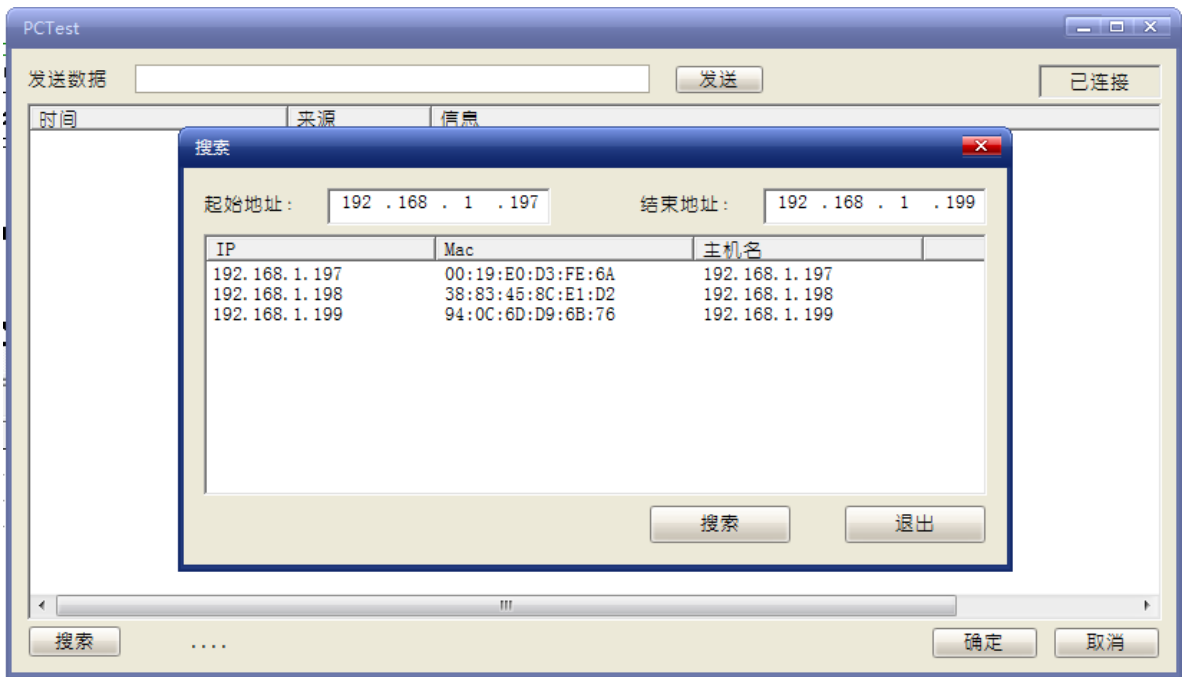 PCTest
发送数据 发送 已连接
时间 来源 信息
搜索
起始地址: 192 .168 . 1 .197 结束地址: 192 .168 . 1 .199
IP Mac 主机名
192.168.1.197 00:19:E0:D3:FE:6A 192.168.1.197
192.168.1.198 38:83:45:8C:E1:D2 192.168.1.198
192.168.1.199 94:0C:6D:D9:6B:76 192.168.1.199
搜索 退出
搜索 .... 确定 取消